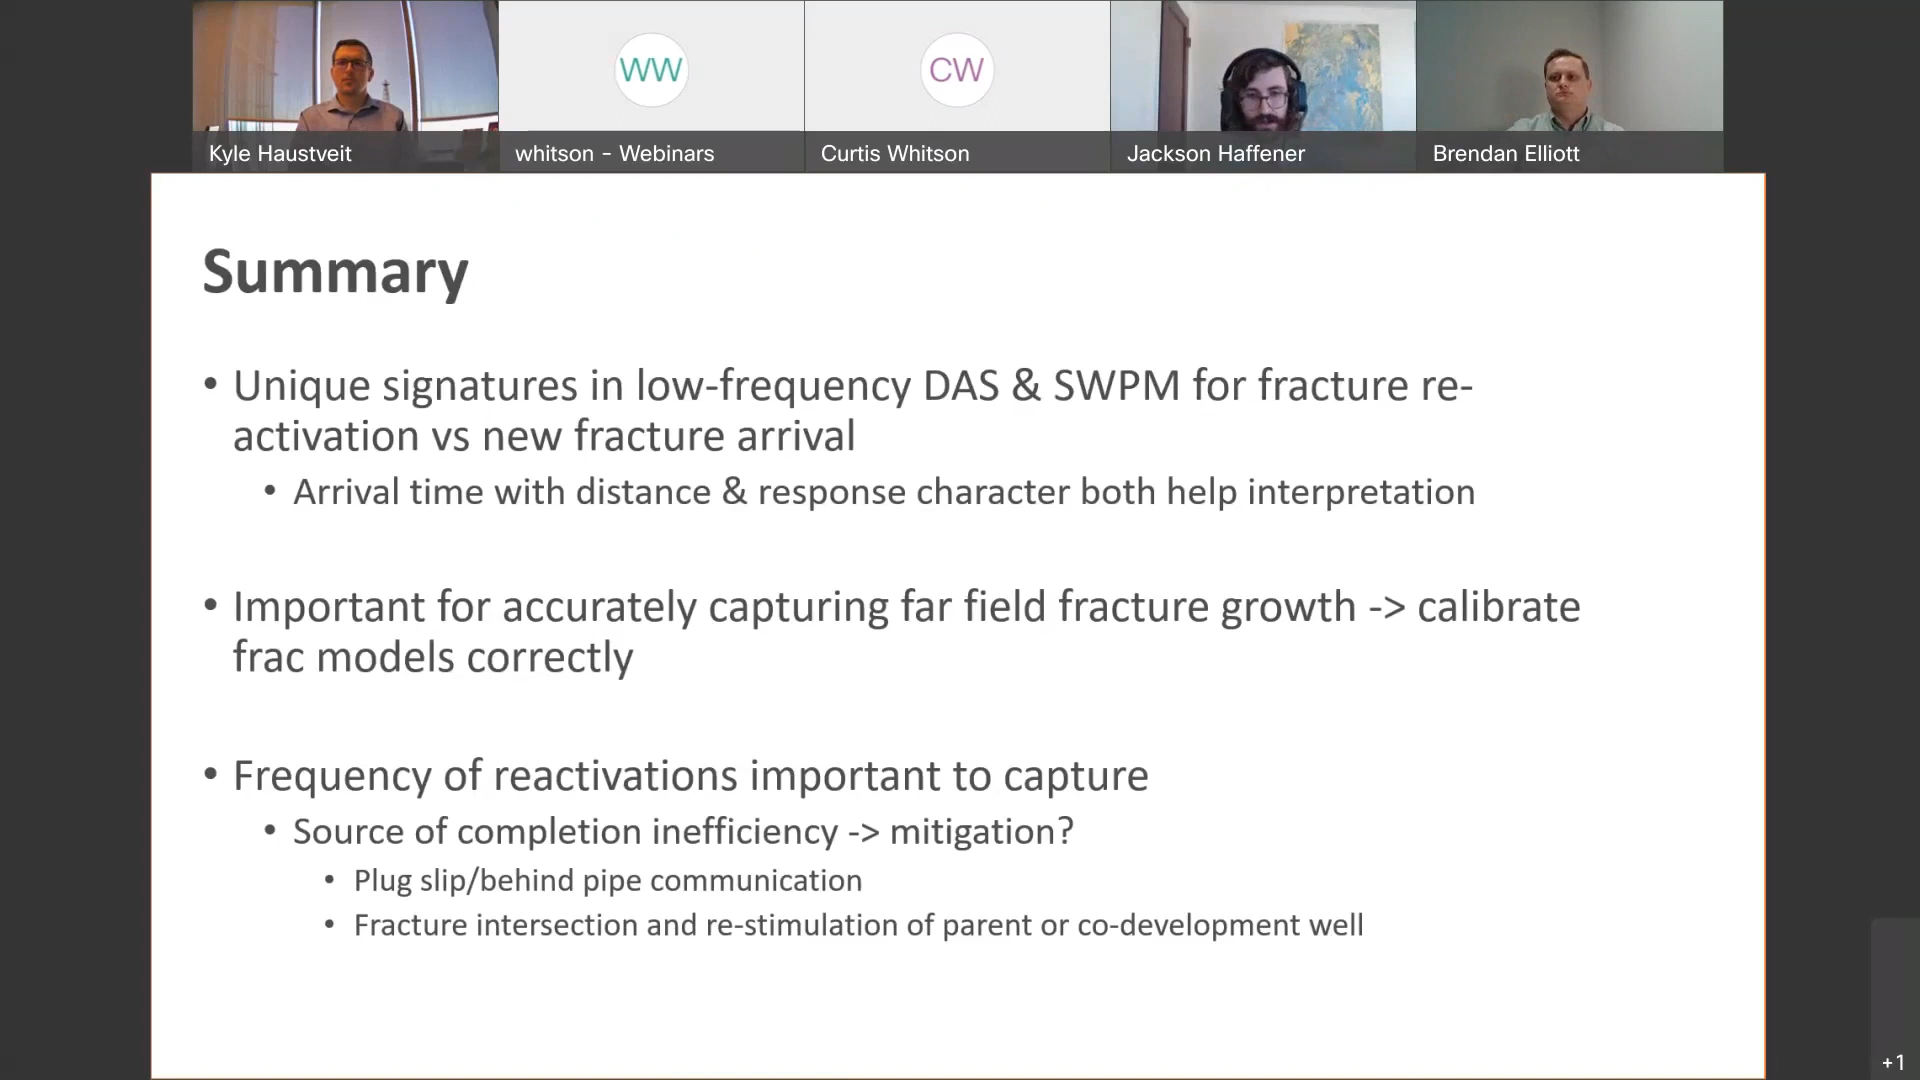 WW
CW
Kyle Haustveit
whitson - Webinars
Curtis Whitson
Jackson Haffener
Brendan Elliott
Summary
• Unique signatures in low-frequency DAS & SWPM for fracture re-
activation vs new fracture arrival
• Arrival time with distance & response character both help interpretation
• Important for accurately capturing far field fracture growth -> calibrate
frac models correctly
• Frequency of reactivations important to capture
• Source of completion inefficiency -> mitigation?
• Plug slip/behind pipe communication
• Fracture intersection and re-stimulation of parent or co-development well
+1